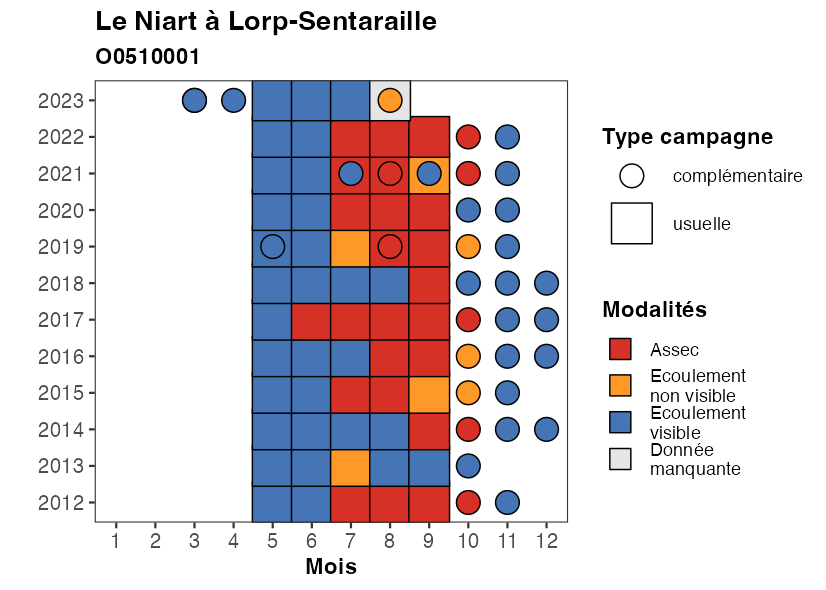 Le Niart à Lorp-Sentaraille
O0510001
2023
2022
2021
2020
2019
2018
2017
2016
2015
2014
2013
2012
1 2 3 4 5 6 7 8 9 10 11 12
Mois
Type campagne
complémentaire
usuelle
Modalités
Assec
Ecoulement
non visible
Ecoulement
visible
Donnée
manquante